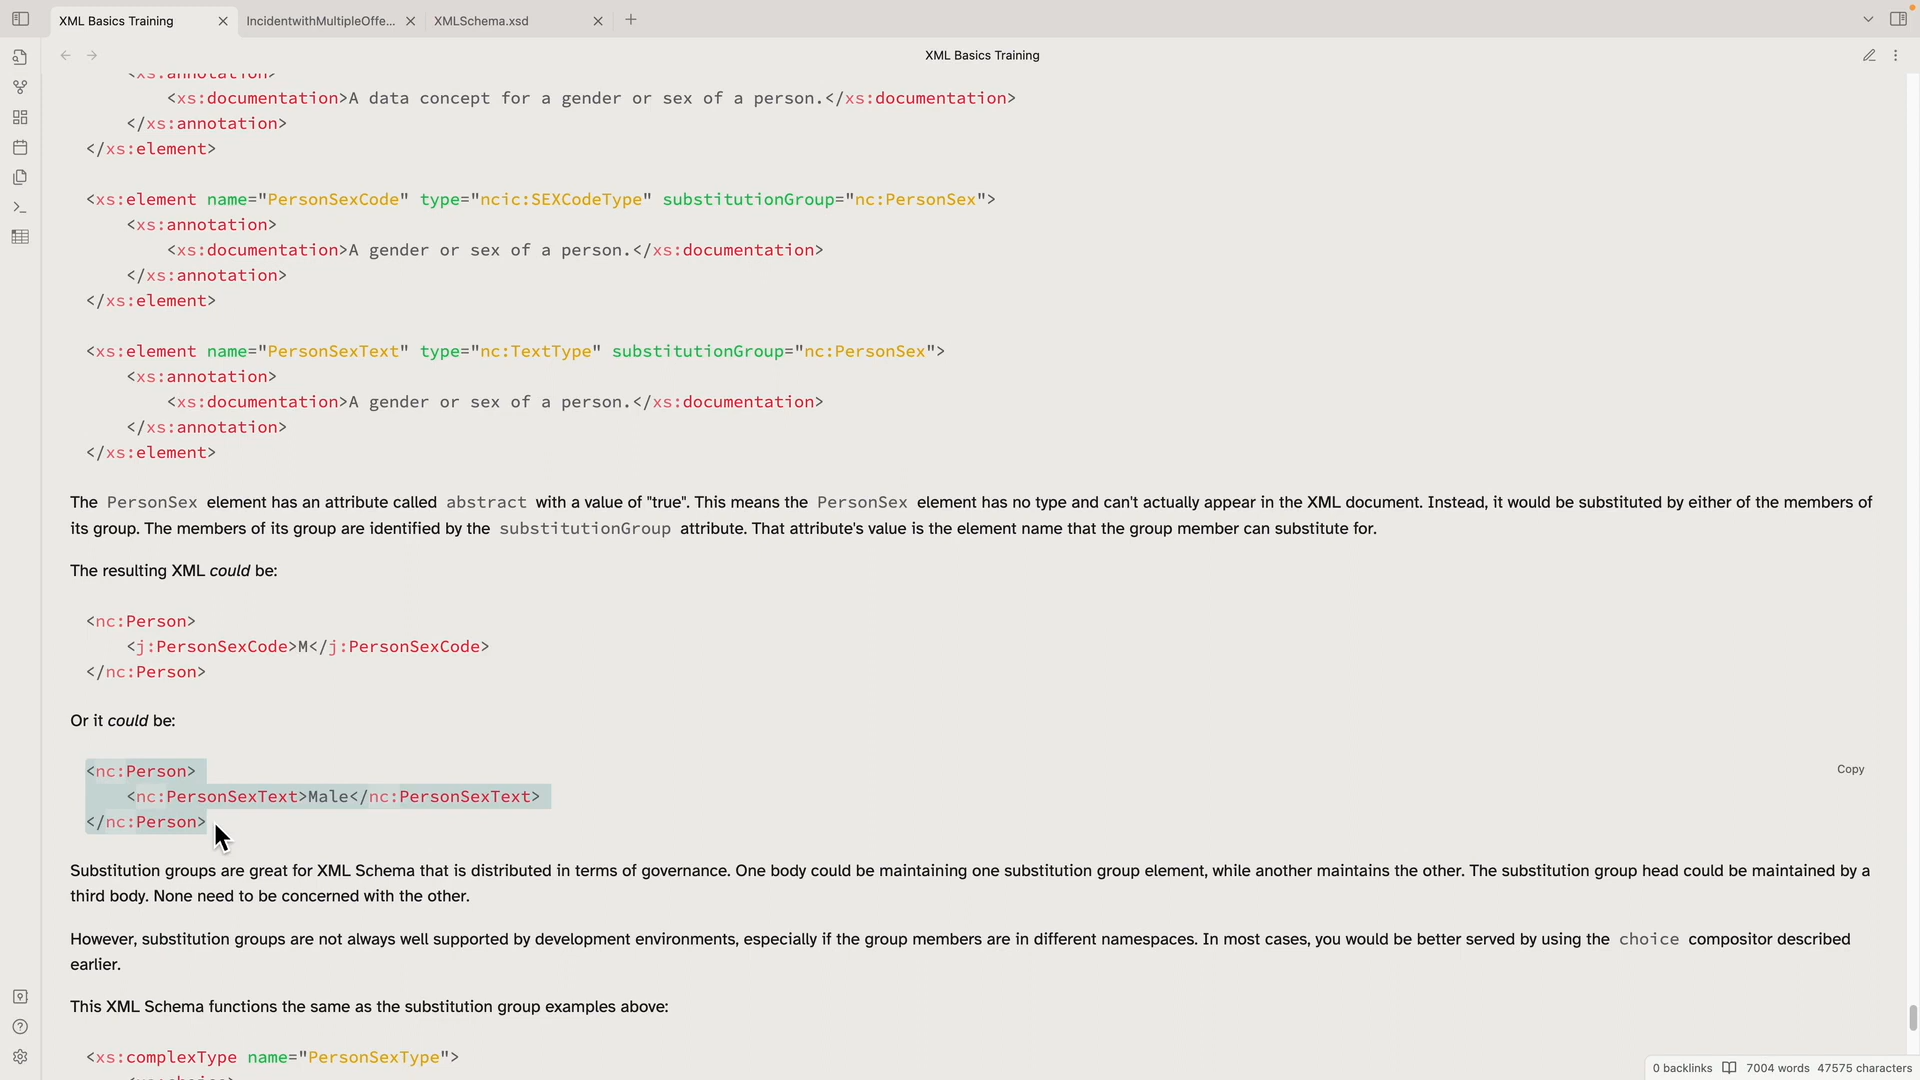 XML Basics Training
IncidentwithMultipleOffe...
XMLSchema.xsd
XML Basics Training
<xs:annotation>
<xs:documentation>A data concept for a gender or sex of a person.</xs:documentation>
</xs:annotation>
</xs:element>
<xs:element name="PersonSexCode" type="ncic:SEXCodeType" substitutionGroup="nc:PersonSex">
<xs:annotation>
<xs:documentation>A gender or sex of a person.</xs:documentation>
</xs:annotation>
</xs:element>
<xs:element name="PersonSexText" type="nc:TextType" substitutionGroup="nc:PersonSex">
<xs:annotation>
<xs:documentation>A gender or sex of a person.</xs:documentation>
</xs:annotation>
</xs:element>
The PersonSex element has an attribute called abstract with a value of "true". This means the PersonSex element has no type and can't actually appear in the XML document. Instead, it would be substituted by either of the members of
its group. The members of its group are identified by the substitutionGroup attribute. That attribute's value is the element name that the group member can substitute for.
The resulting XML could be:
<nc:Person>
<j:PersonSexCode>M</j:PersonSexCode>
</nc:Person>
Or it could be:
<nc:Person>
Copy
<nc:PersonSexText>Male</nc:PersonSexText>
</nc:Person>
Substitution groups are great for XML Schema that is distributed in terms of governance. One body could be maintaining one substitution group element, while another maintains the other. The substitution group head could be maintained by a
third body. None need to be concerned with the other.
However, substitution groups are not always well supported by development environments, especially if the group members are in different namespaces. In most cases, you would be better served by using the choice compositor described
earlier.
This XML Schema functions the same as the substitution group examples above:
<xs:complexType name="PersonSexType">
<xs:choice>
0 backlinks 7004 words 47575 characters